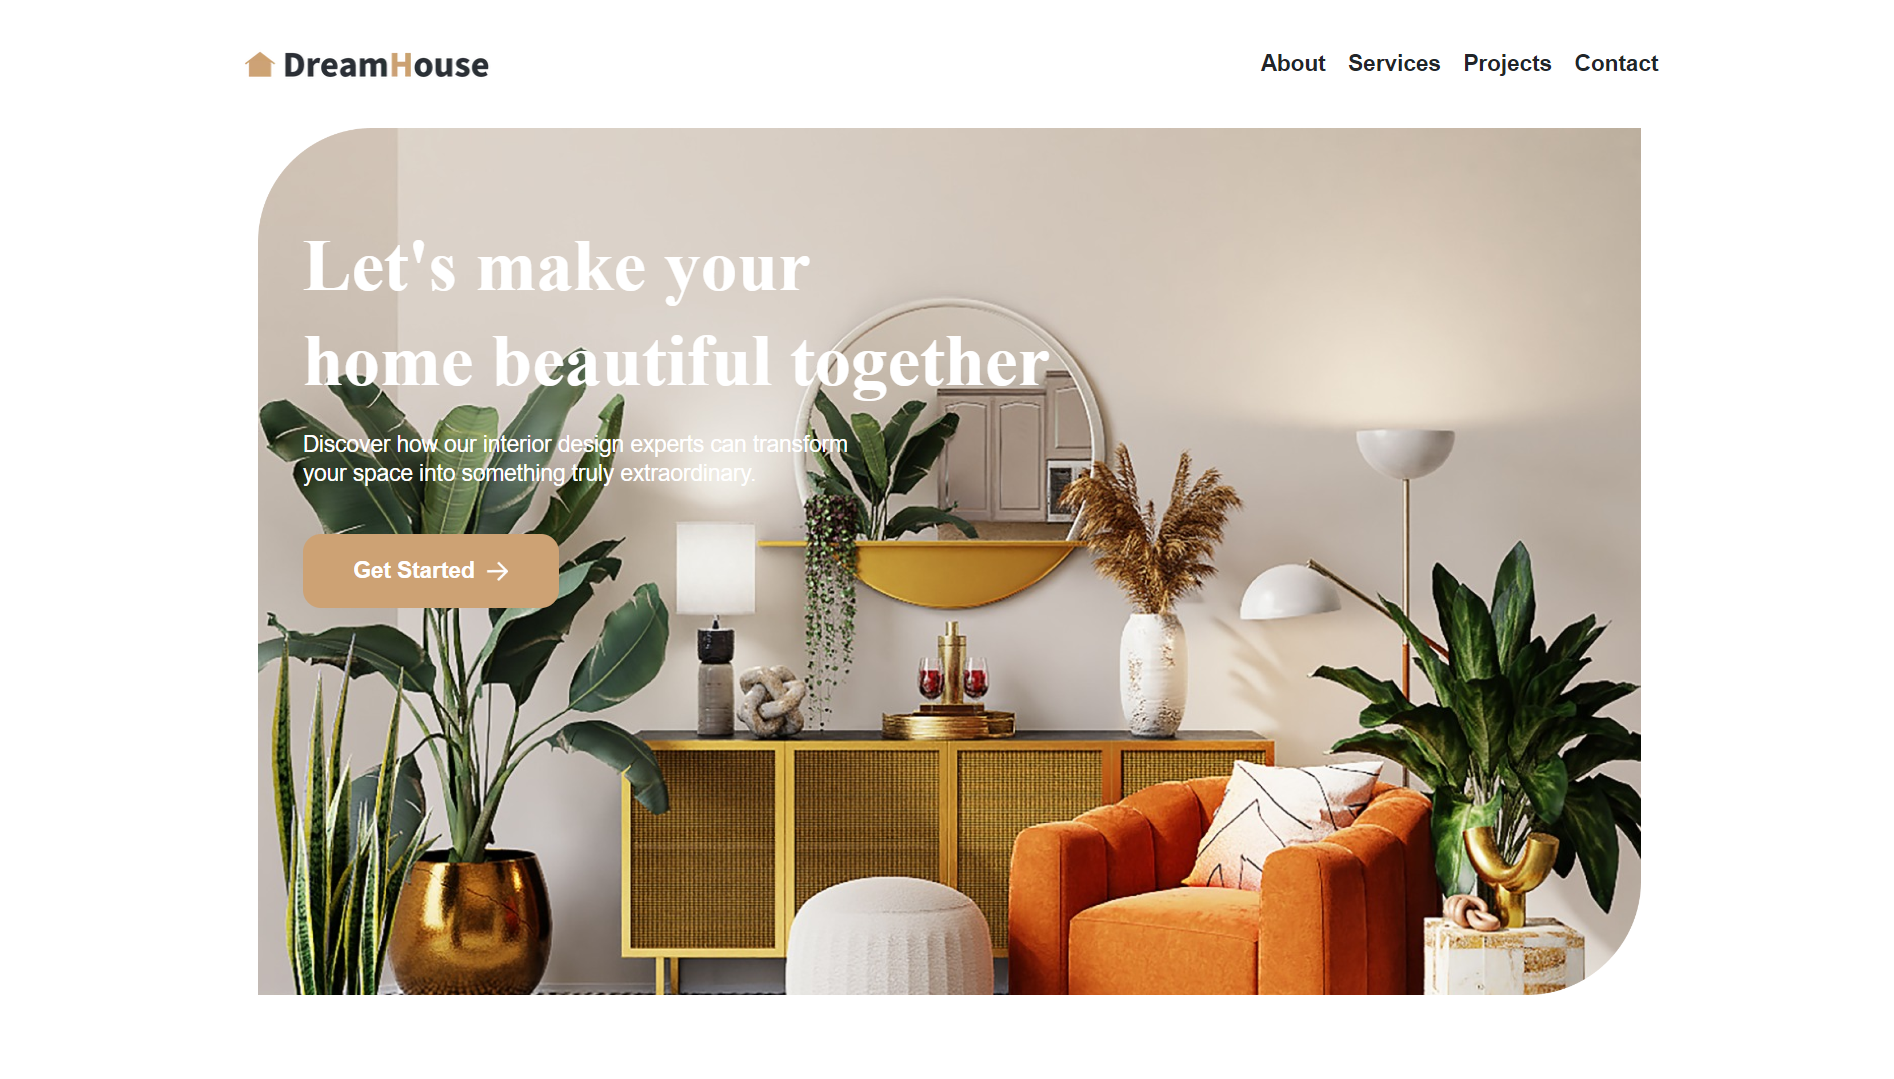 DreamHouse
About Services Projects Contact
Let's make your
home beautiful together
Discover how our interior design experts can transform
your space into something truly extraordinary.
Get Started